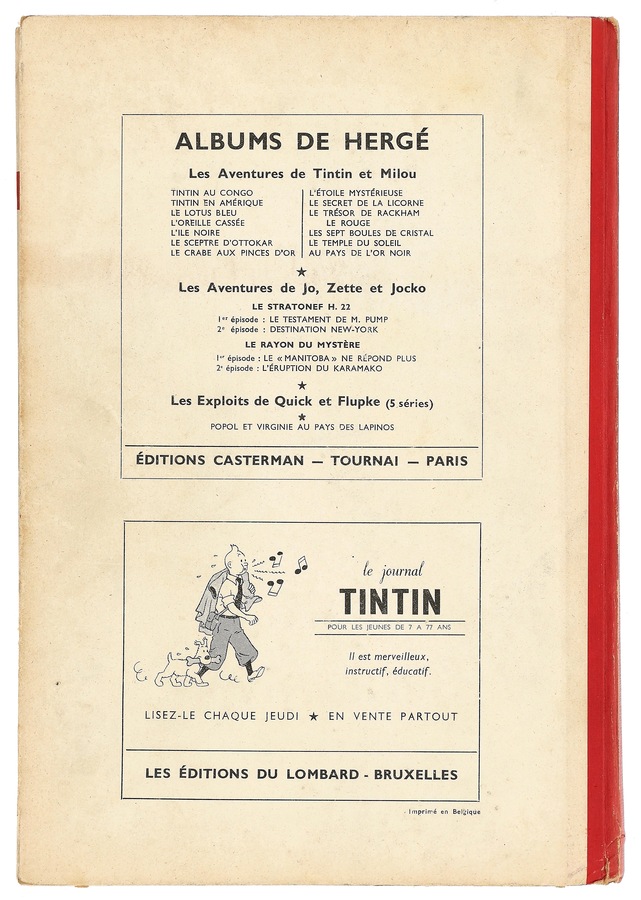 ALBUMS DE HERGÉ
Les Aventures de Tintin et Milou
TINTIN AU CONGO
TINTIN EN AMÉRIQUE
LE LOTUS BLEU
L'OREILLE CASSÉE
L'ILE NOIRE
LE SCEPTRE D'OTTOKAR
LE CRABE AUX PINCES D'OR
L'ÉTOILE MYSTÉRIEUSE
LE SECRET DE LA LICORNE
LE TRÉSOR DE RACKHAM
LE ROUGE
LES SEPT BOULES DE CRISTAL
LE TEMPLE DU SOLEIL
AU PAYS DE L'OR NOIR
★
Les Aventures de Jo, Zette et Jocko
LE STRATONEF H. 22
1er épisode : LE TESTAMENT DE M. PUMP
2e épisode : DESTINATION NEW-YORK
LE RAYON DU MYSTÈRE
1er épisode : LE « MANITOBA » NE RÉPOND PLUS
2e épisode : L'ÉRUPTION DU KARAMAKO
★
Les Exploits de Quick et Flupke (5 séries)
★
POPOL ET VIRGINIE AU PAYS DES LAPINOS
ÉDITIONS CASTERMAN — TOURNAI — PARIS
le journal
TINTIN
POUR LES JEUNES DE 7 A 77 ANS
Il est merveilleux,
instructif, éducatif.
LISEZ-LE CHAQUE JEUDI ★ EN VENTE PARTOUT
LES ÉDITIONS DU LOMBARD - BRUXELLES
Imprimé en Belgique